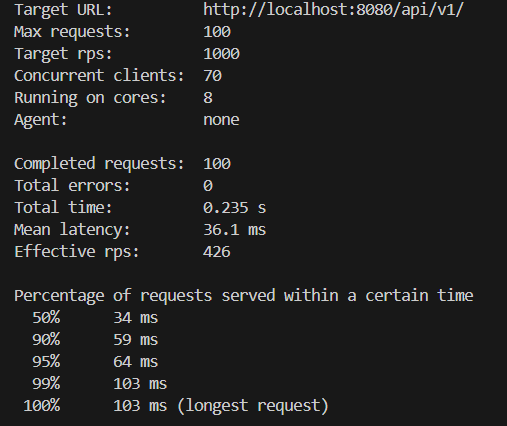 Target URL: http://localhost:8080/api/v1/
Max requests: 100
Target rps: 1000
Concurrent clients: 70
Running on cores: 8
Agent: none
Completed requests: 100
Total errors: 0
Total time: 0.235 s
Mean latency: 36.1 ms
Effective rps: 426
Percentage of requests served within a certain time
50% 34 ms
90% 59 ms
95% 64 ms
99% 103 ms
100% 103 ms (longest request)